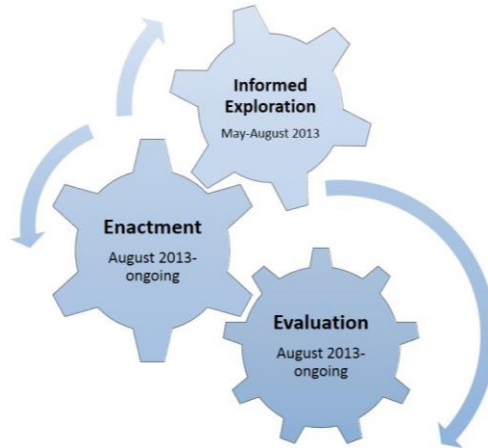 Informed
Exploration
May-August 2013
Enactment
August 2013-
ongoing
Evaluation
August 2013-
ongoing